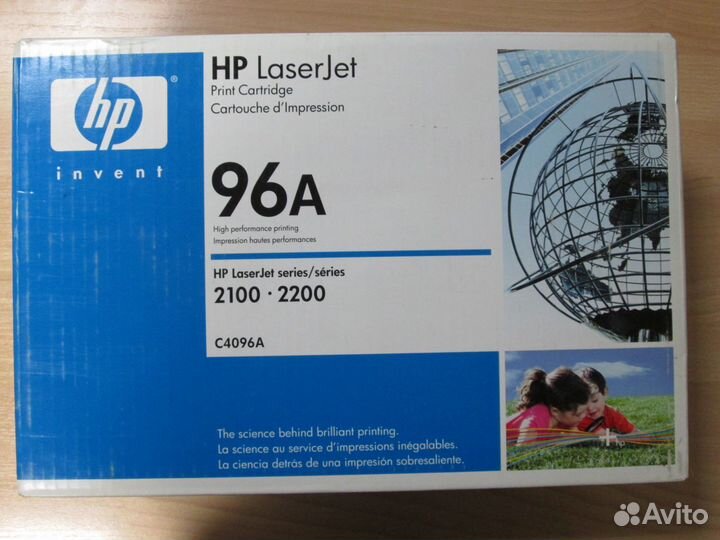 hp
®
invent
HP LaserJet
Print Cartridge
Cartouche d'Impression
96A
High performance printing
Impression hautes performances
HP LaserJet series/séries
2100 · 2200
C4096A
The science behind brilliant printing.
La science au service d'impressions inégalables.
La ciencia detrás de una impresión sobresaliente.
+hp
Avito